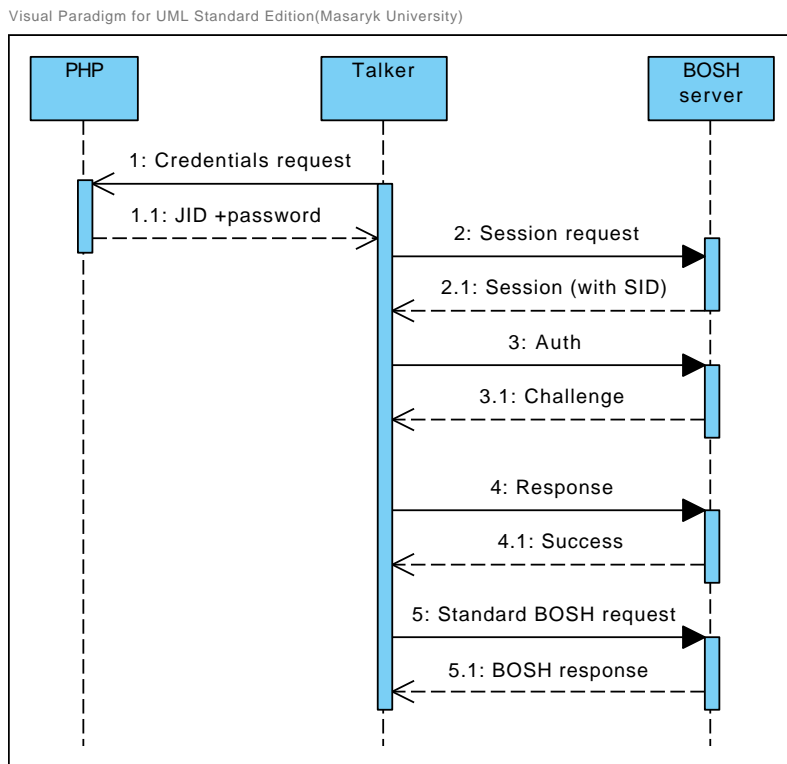 Visual Paradigm for UML Standard Edition(Masaryk University)
PHP
Talker
BOSH
server
1: Credentials request
1.1: JID +password
2: Session request
2.1: Session (with SID)
3: Auth
3.1: Challenge
4: Response
4.1: Success
5: Standard BOSH request
5.1: BOSH response